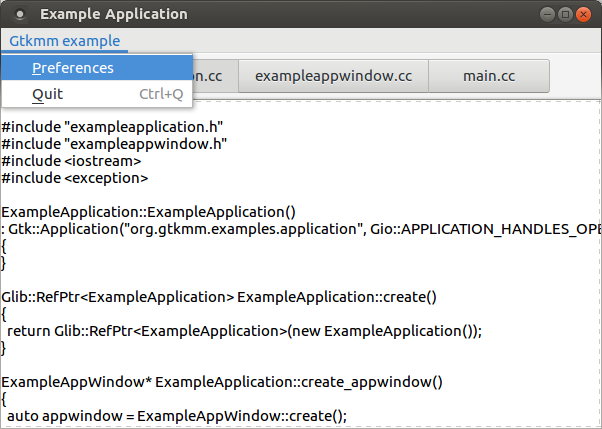 Example Application
Gtkmm example
Preferences
Quit Ctrl+Q
on.cc exampleappwindow.cc main.cc
#include "exampleapplication.h"
#include "exampleappwindow.h"
#include <iostream>
#include <exception>
ExampleApplication::ExampleApplication()
: Gtk::Application("org.gtkmm.examples.application", Gio::APPLICATION_HANDLES_OPE
{
}
Glib::RefPtr<ExampleApplication> ExampleApplication::create()
{
return Glib::RefPtr<ExampleApplication>(new ExampleApplication());
}
ExampleAppWindow* ExampleApplication::create_appwindow()
{
auto appwindow = ExampleAppWindow::create();